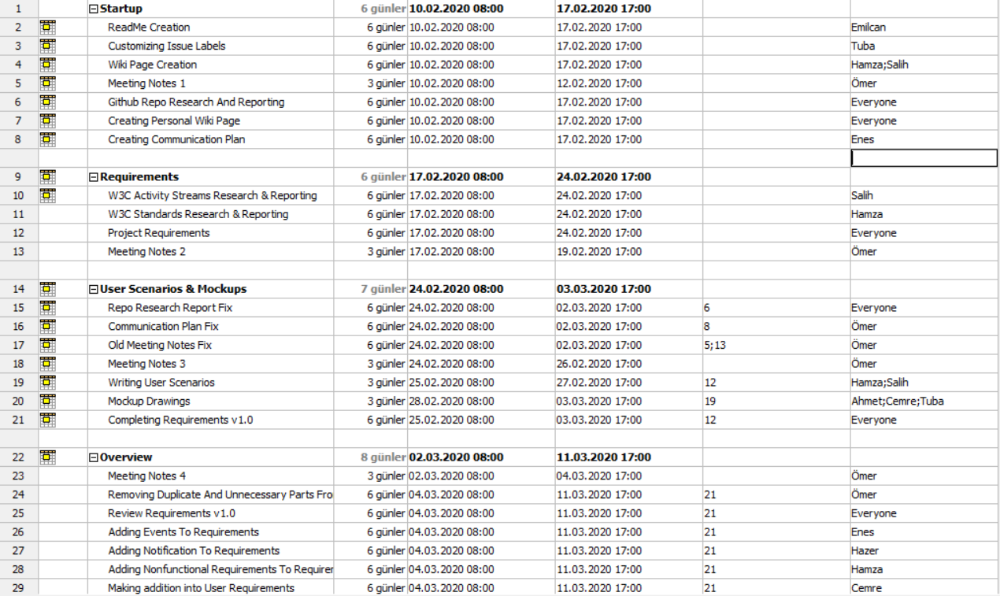 1 Startup 6 günler 10.02.2020 08:00 17.02.2020 17:00
2 ReadMe Creation 6 günler 10.02.2020 08:00 17.02.2020 17:00 Emilcan
3 Customizing Issue Labels 6 günler 10.02.2020 08:00 17.02.2020 17:00 Tuba
4 Wiki Page Creation 6 günler 10.02.2020 08:00 17.02.2020 17:00 Hamza;Salih
5 Meeting Notes 1 3 günler 10.02.2020 08:00 12.02.2020 17:00 Ömer
6 Github Repo Research And Reporting 6 günler 10.02.2020 08:00 17.02.2020 17:00 Everyone
7 Creating Personal Wiki Page 6 günler 10.02.2020 08:00 17.02.2020 17:00 Everyone
8 Creating Communication Plan 6 günler 10.02.2020 08:00 17.02.2020 17:00 Enes
9 Requirements 6 günler 17.02.2020 08:00 24.02.2020 17:00
10 W3C Activity Streams Research & Reporting 6 günler 17.02.2020 08:00 24.02.2020 17:00 Salih
11 W3C Standards Research & Reporting 6 günler 17.02.2020 08:00 24.02.2020 17:00 Hamza
12 Project Requirements 6 günler 17.02.2020 08:00 24.02.2020 17:00 Everyone
13 Meeting Notes 2 3 günler 17.02.2020 08:00 19.02.2020 17:00 Ömer
14 User Scenarios & Mockups 7 günler 24.02.2020 08:00 03.03.2020 17:00
15 Repo Research Report Fix 6 günler 24.02.2020 08:00 02.03.2020 17:00 6 Everyone
16 Communication Plan Fix 6 günler 24.02.2020 08:00 02.03.2020 17:00 8 Ömer
17 Old Meeting Notes Fix 6 günler 24.02.2020 08:00 02.03.2020 17:00 5;13 Ömer
18 Meeting Notes 3 3 günler 24.02.2020 08:00 26.02.2020 17:00 Ömer
19 Writing User Scenarios 3 günler 25.02.2020 08:00 27.02.2020 17:00 12 Hamza;Salih
20 Mockup Drawings 3 günler 28.02.2020 08:00 03.03.2020 17:00 19 Ahmet;Cemre;Tuba
21 Completing Requirements v1.0 6 günler 25.02.2020 08:00 03.03.2020 17:00 12 Everyone
22 Overview 8 günler 02.03.2020 08:00 11.03.2020 17:00
23 Meeting Notes 4 3 günler 02.03.2020 08:00 04.03.2020 17:00 Ömer
24 Removing Duplicate And Unnecessary Parts Fro 6 günler 04.03.2020 08:00 11.03.2020 17:00 21 Ömer
25 Review Requirements v1.0 6 günler 04.03.2020 08:00 11.03.2020 17:00 21 Everyone
26 Adding Events To Requirements 6 günler 04.03.2020 08:00 11.03.2020 17:00 21 Enes
27 Adding Notification To Requirements 6 günler 04.03.2020 08:00 11.03.2020 17:00 21 Hazer
28 Adding Nonfunctional Requirements To Requirer 6 günler 04.03.2020 08:00 11.03.2020 17:00 21 Hamza
29 Making addition into User Requirements 6 günler 04.03.2020 08:00 11.03.2020 17:00 21 Cemre